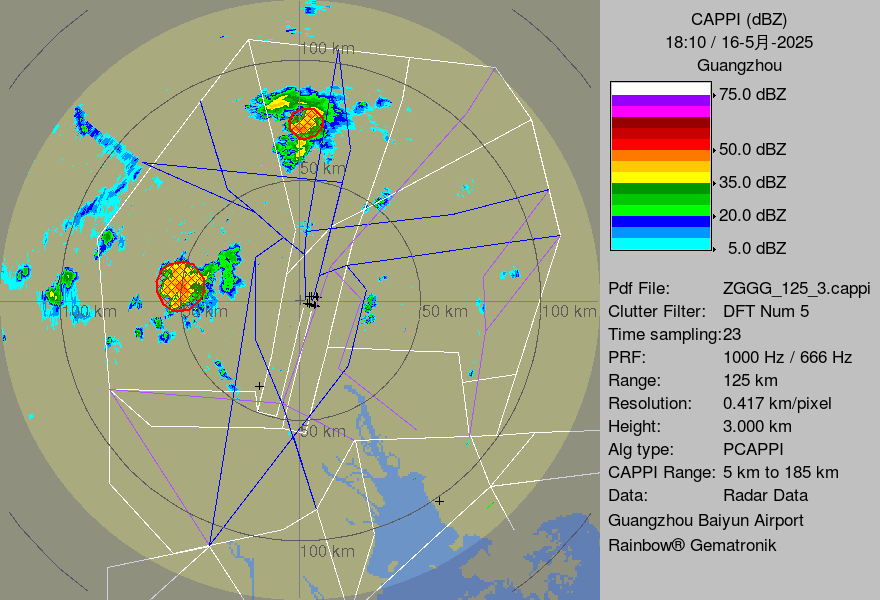 CAPPI (dBZ)
18:10 / 16-5月-2025
Guangzhou
75.0 dBZ
50.0 dBZ
35.0 dBZ
20.0 dBZ
5.0 dBZ
Pdf File: ZGGG_125_3.cappi
Clutter Filter: DFT Num 5
Time sampling:23
PRF: 1000 Hz / 666 Hz
Range: 125 km
Resolution: 0.417 km/pixel
Height: 3.000 km
Alg type: PCAPPI
CAPPI Range: 5 km to 185 km
Data: Radar Data
Guangzhou Baiyun Airport
Rainbow® Gematronik
100 km
50 km
100 km
50 km
50 km
100 km
50 km
100 km